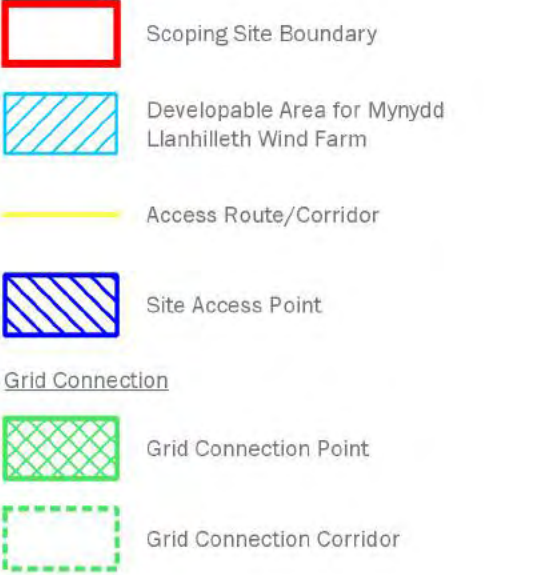 Scoping Site Boundary
Developable Area for Mynydd
Llanhilleth Wind Farm
Access Route/Corridor
Site Access Point
Grid Connection
Grid Connection Point
Grid Connection Corridor